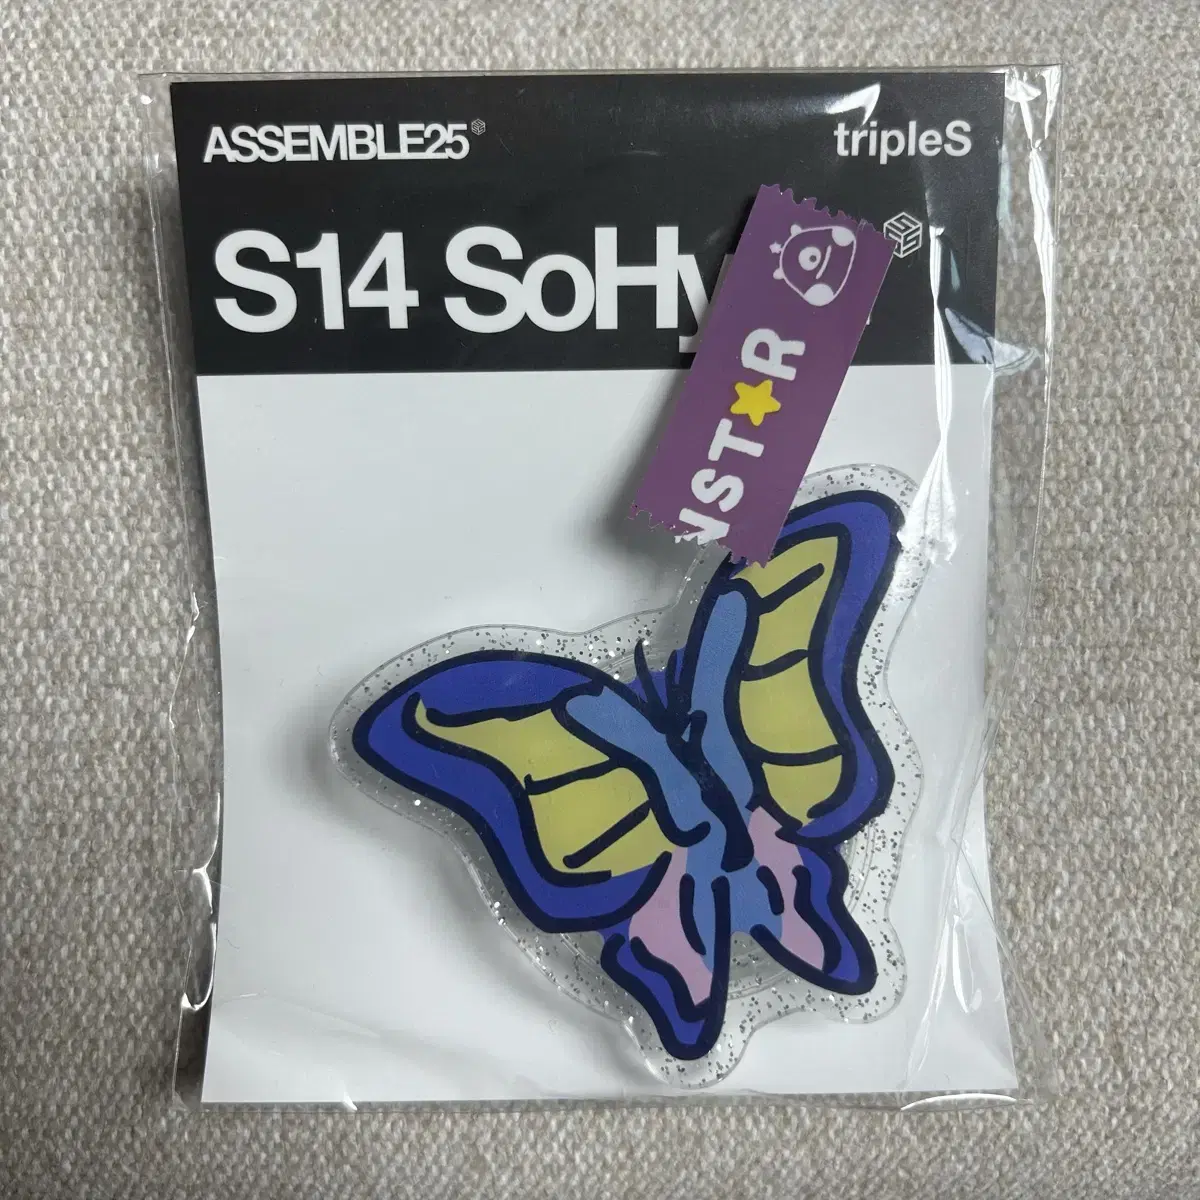 ASSEMBLE25
tripleS
S14 SoHy
NST★R